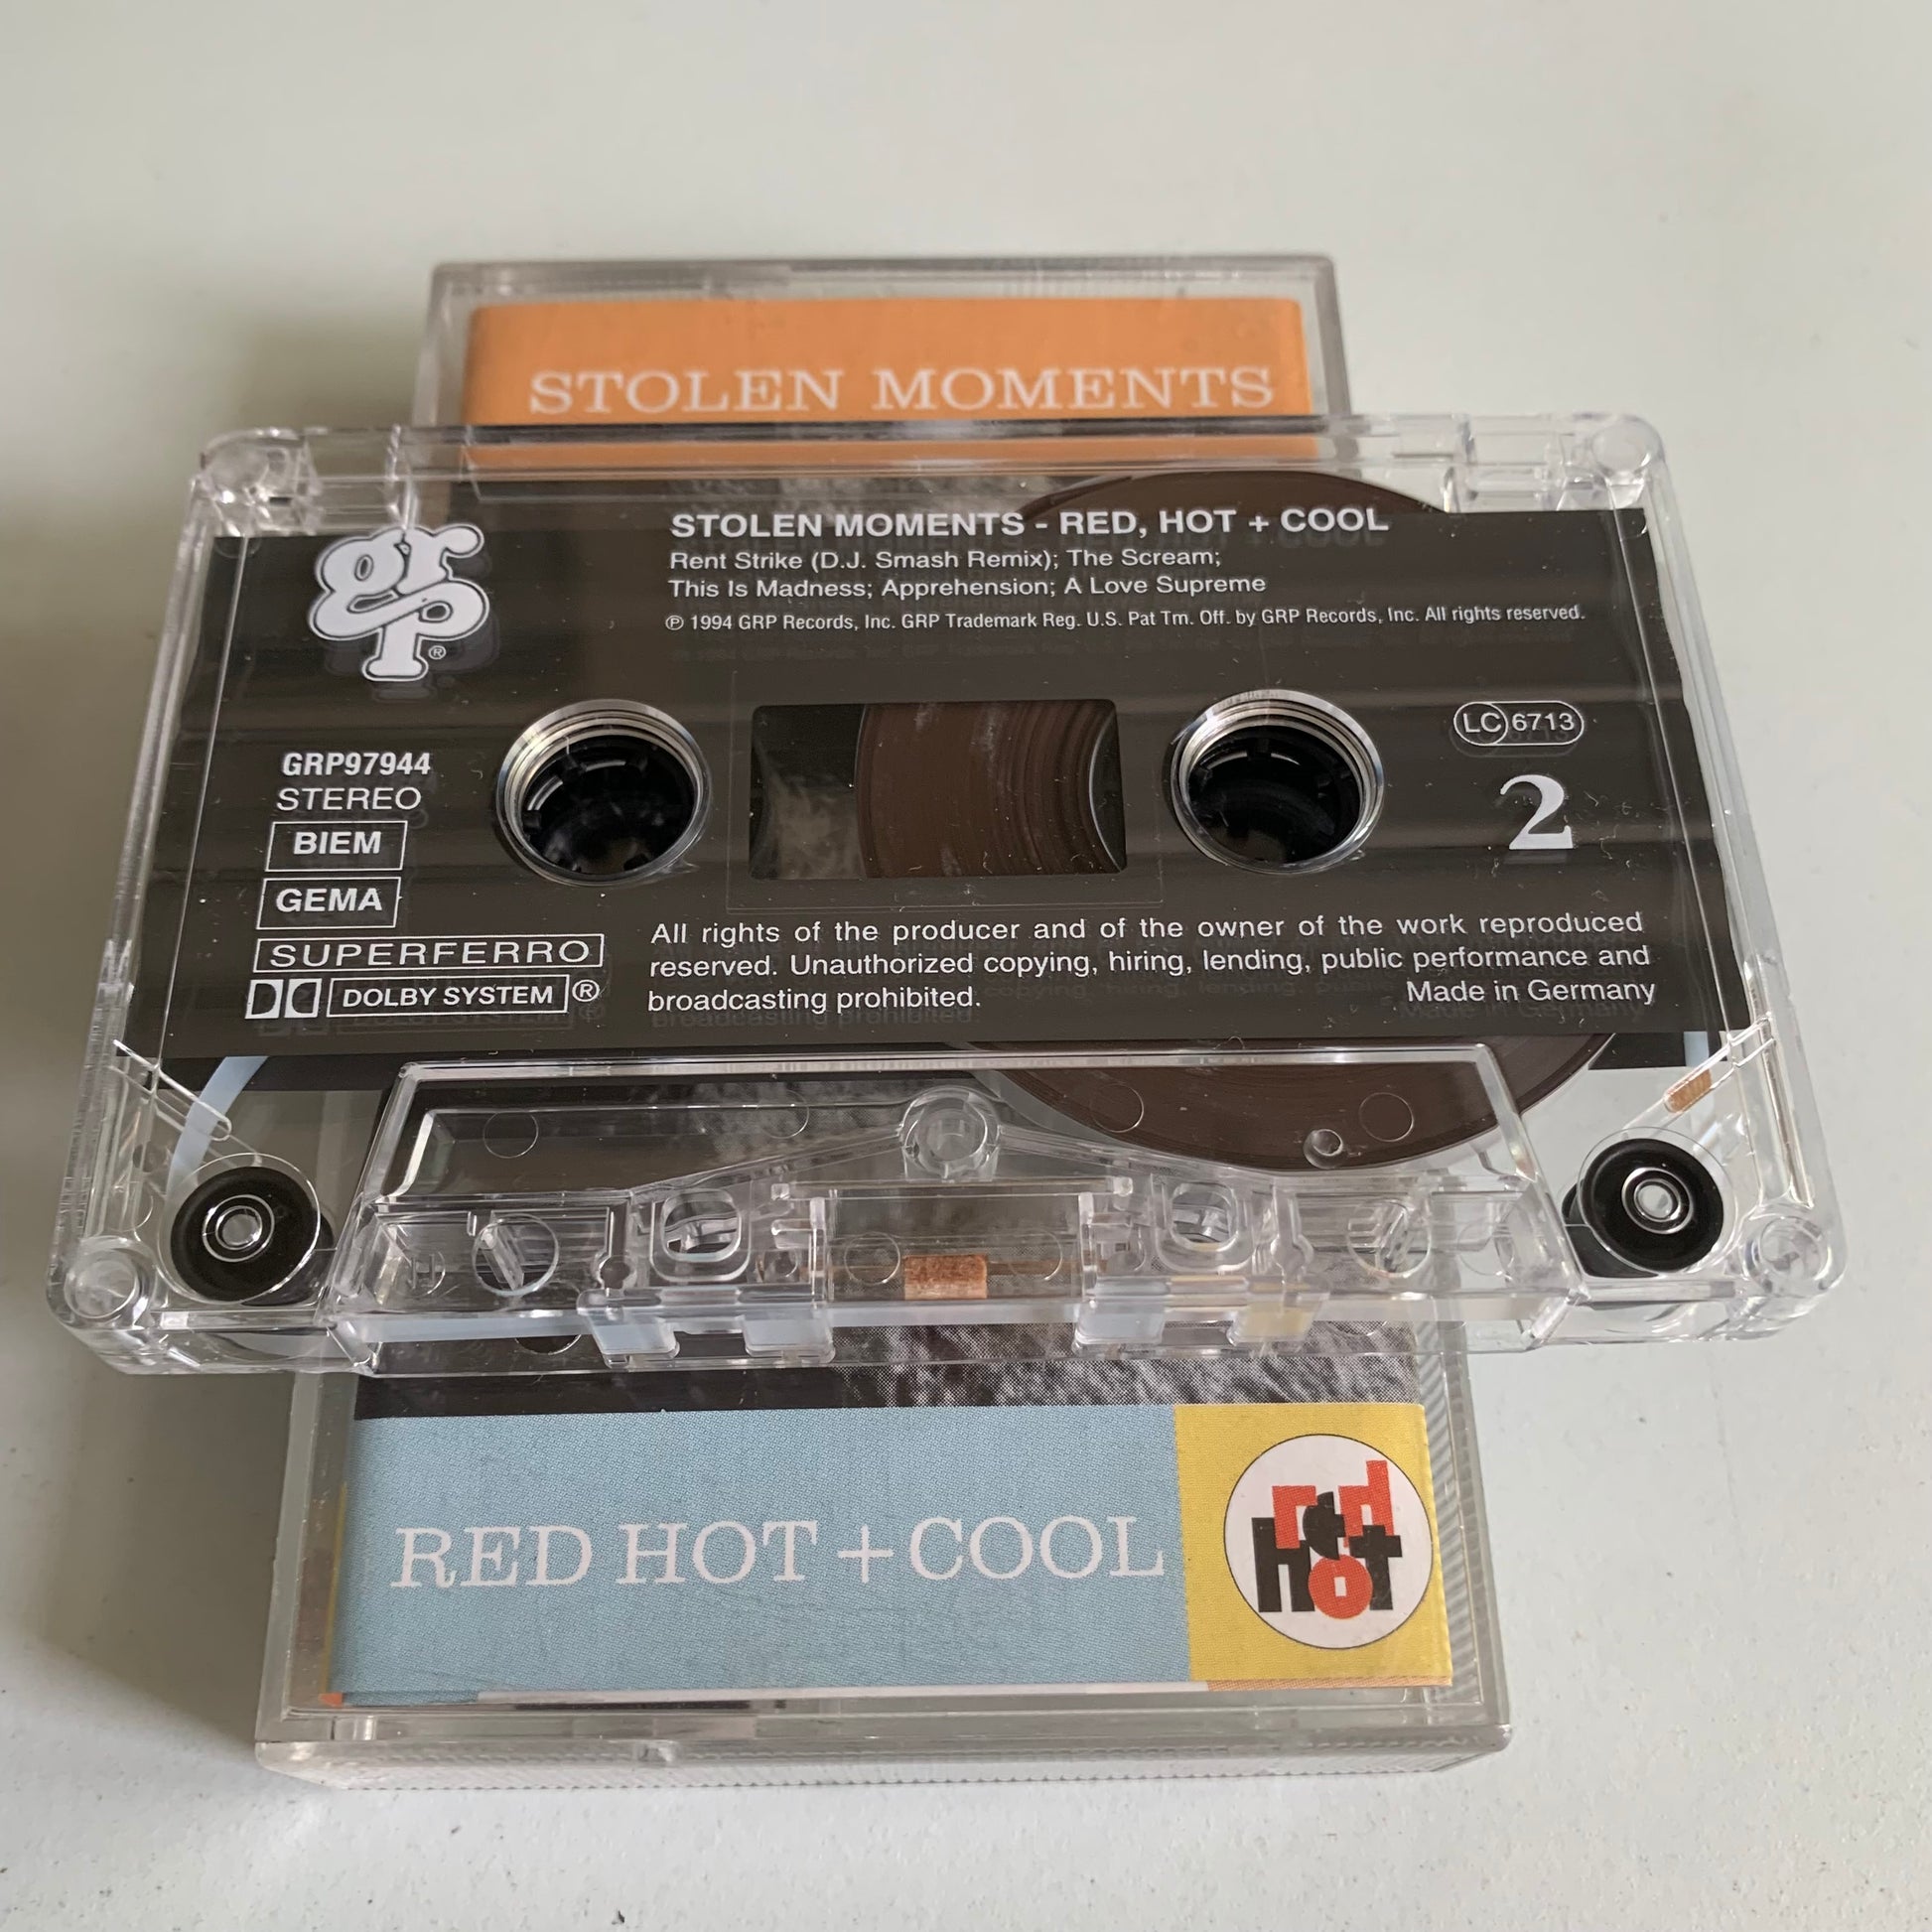 STOLEN MOMENTS
grp ®
STOLEN MOMENTS - RED, HOT + COOL
Rent Strike (D.J. Smash Remix); The Scream;
This Is Madness; Apprehension; A Love Supreme
℗ 1994 GRP Records, Inc. GRP Trademark Reg. U.S. Pat Tm. Off. by GRP Records, Inc. All rights reserved.
GRP97944
STEREO
BIEM
GEMA
SUPERFERRO
DOLBY SYSTEM ®
LC 6713
2
All rights of the producer and of the owner of the work reproduced
reserved. Unauthorized copying, hiring, lending, public performance and
broadcasting prohibited.
Made in Germany
RED HOT + COOL
red
hot